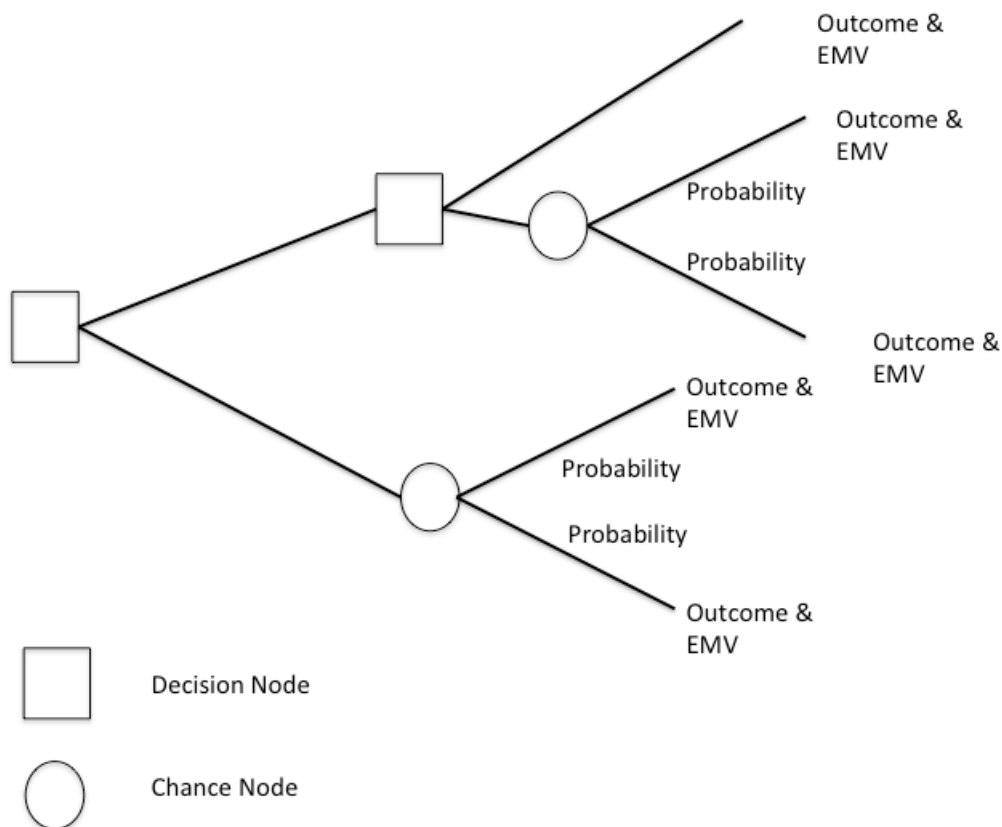 Outcome &
EMV
Outcome &
EMV
Probability
Probability
Outcome &
EMV
Outcome &
EMV
Probability
Probability
Outcome &
EMV
Decision Node
Chance Node